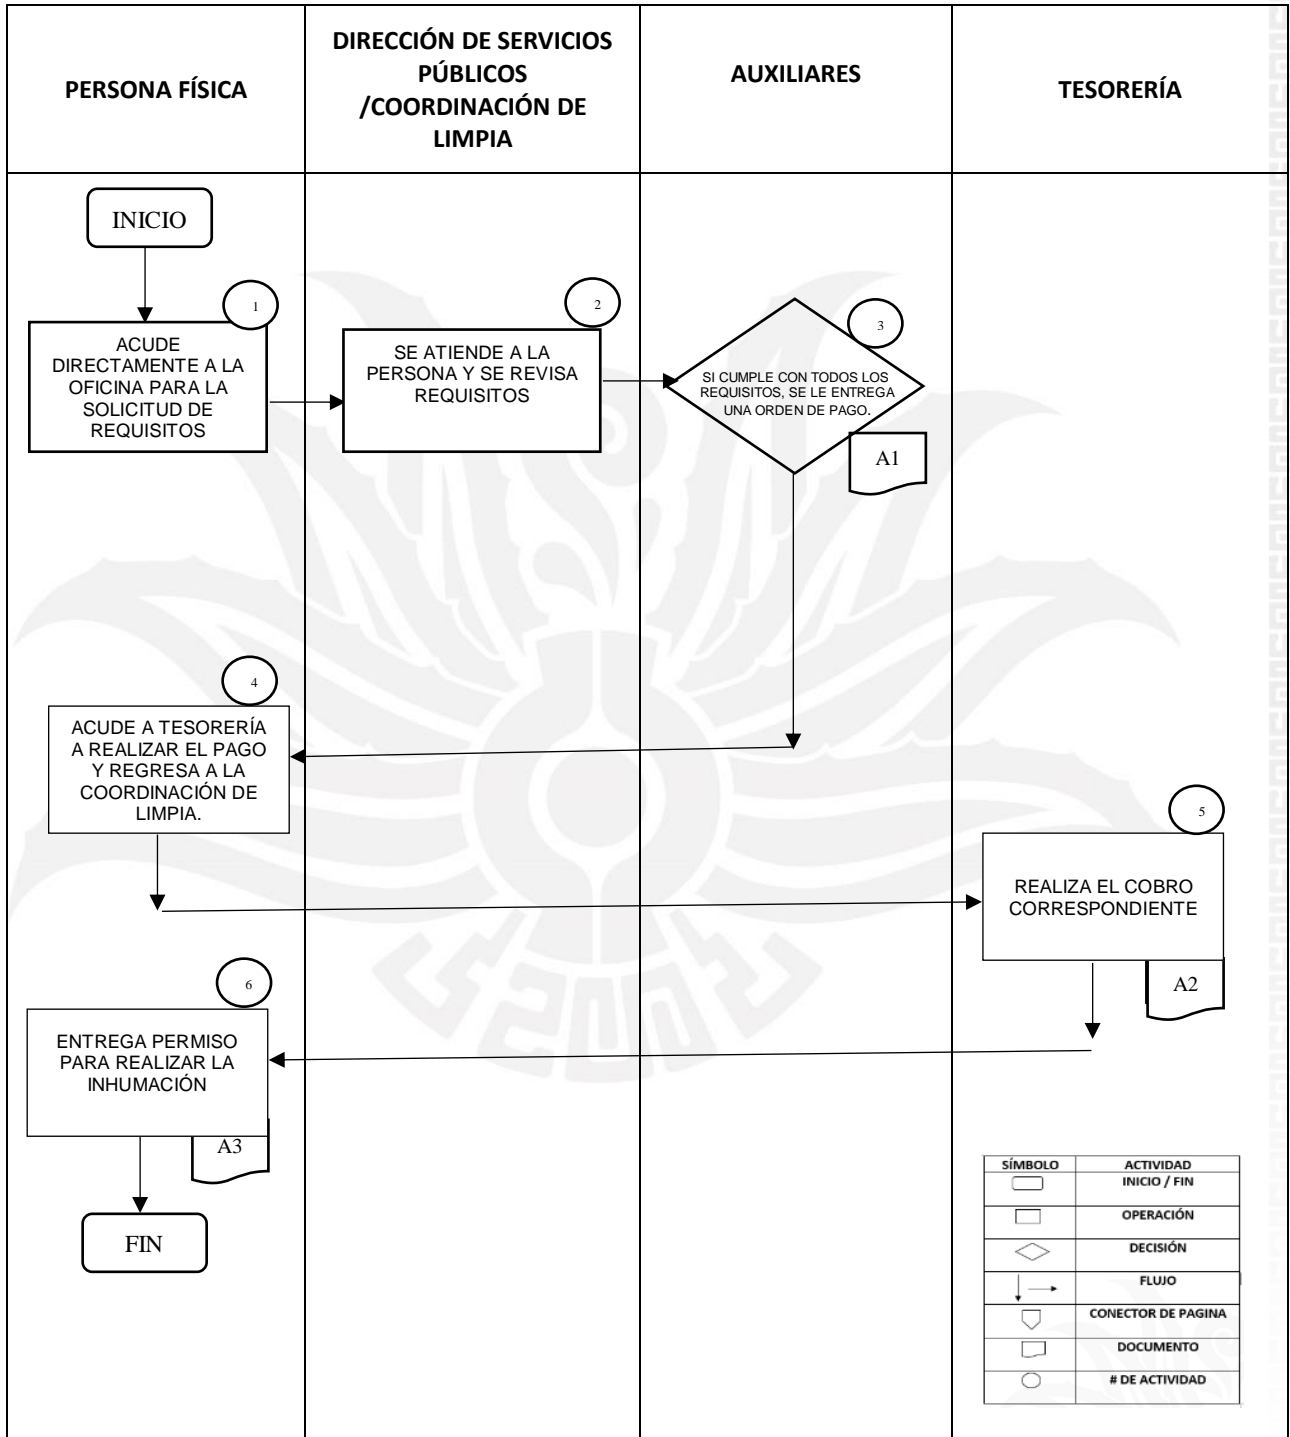 PERSONA FÍSICA
DIRECCIÓN DE SERVICIOS
PÚBLICOS
/COORDINACIÓN DE
LIMPIA
AUXILIARES
TESORERÍA
INICIO
1
ACUDE
DIRECTAMENTE A LA
OFICINA PARA LA
SOLICITUD DE
REQUISITOS
2
SE ATIENDE A LA
PERSONA Y SE REVISA
REQUISITOS
3
SI CUMPLE CON TODOS LOS
REQUISITOS, SE LE ENTREGA
UNA ORDEN DE PAGO.
A1
4
ACUDE A TESORERÍA
A REALIZAR EL PAGO
Y REGRESA A LA
COORDINACIÓN DE
LIMPIA.
5
REALIZA EL COBRO
CORRESPONDIENTE
A2
6
ENTREGA PERMISO
PARA REALIZAR LA
INHUMACIÓN
A3
FIN
SÍMBOLO ACTIVIDAD
INICIO / FIN
OPERACIÓN
DECISIÓN
FLUJO
CONECTOR DE PAGINA
DOCUMENTO
# DE ACTIVIDAD